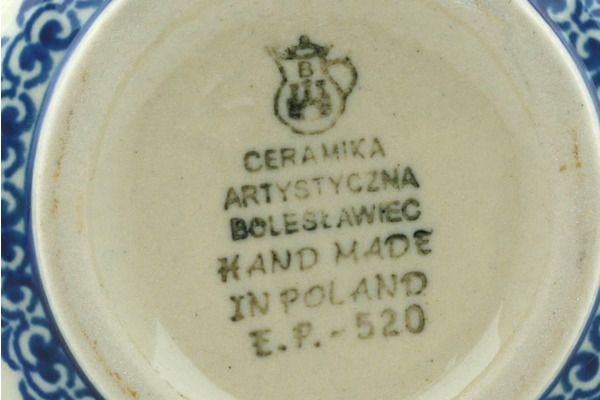 B
CERAMIKA
ARTYSTYCZNA
BOLESŁAWIEC
HAND MADE
IN POLAND
E.P.-520